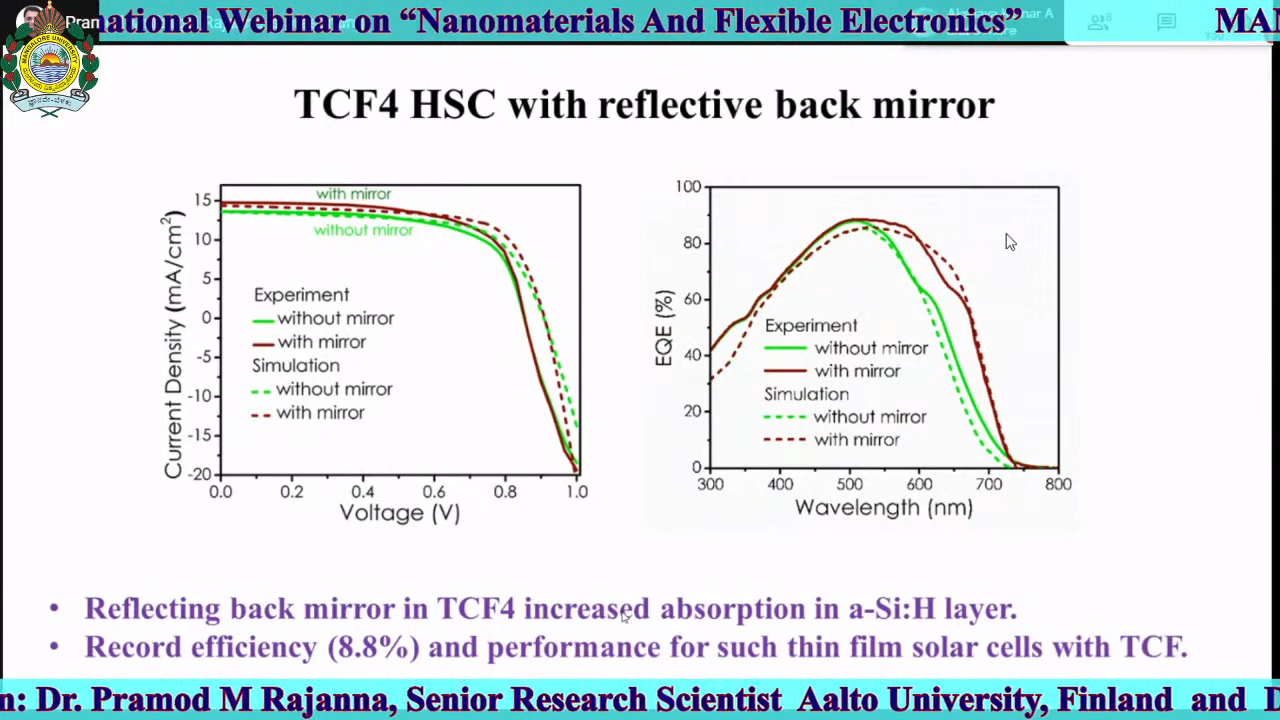 national Webinar on “Nanomaterials And Flexible Electronics”
MA
Pram
TCF4 HSC with reflective back mirror
with mirror
without mirror
Experiment
without mirror
with mirror
Simulation
without mirror
with mirror
15
10
5
0
-5
-10
-15
-20
Current Density (mA/cm²)
0.0 0.2 0.4 0.6 0.8 1.0
Voltage (V)
100
80
60
40
20
0
EQE (%)
Experiment
without mirror
with mirror
Simulation
without mirror
with mirror
300 400 500 600 700 800
Wavelength (nm)
• Reflecting back mirror in TCF4 increased absorption in a-Si:H layer.
• Record efficiency (8.8%) and performance for such thin film solar cells with TCF.
n: Dr. Pramod M Rajanna, Senior Research Scientist Aalto University, Finland and